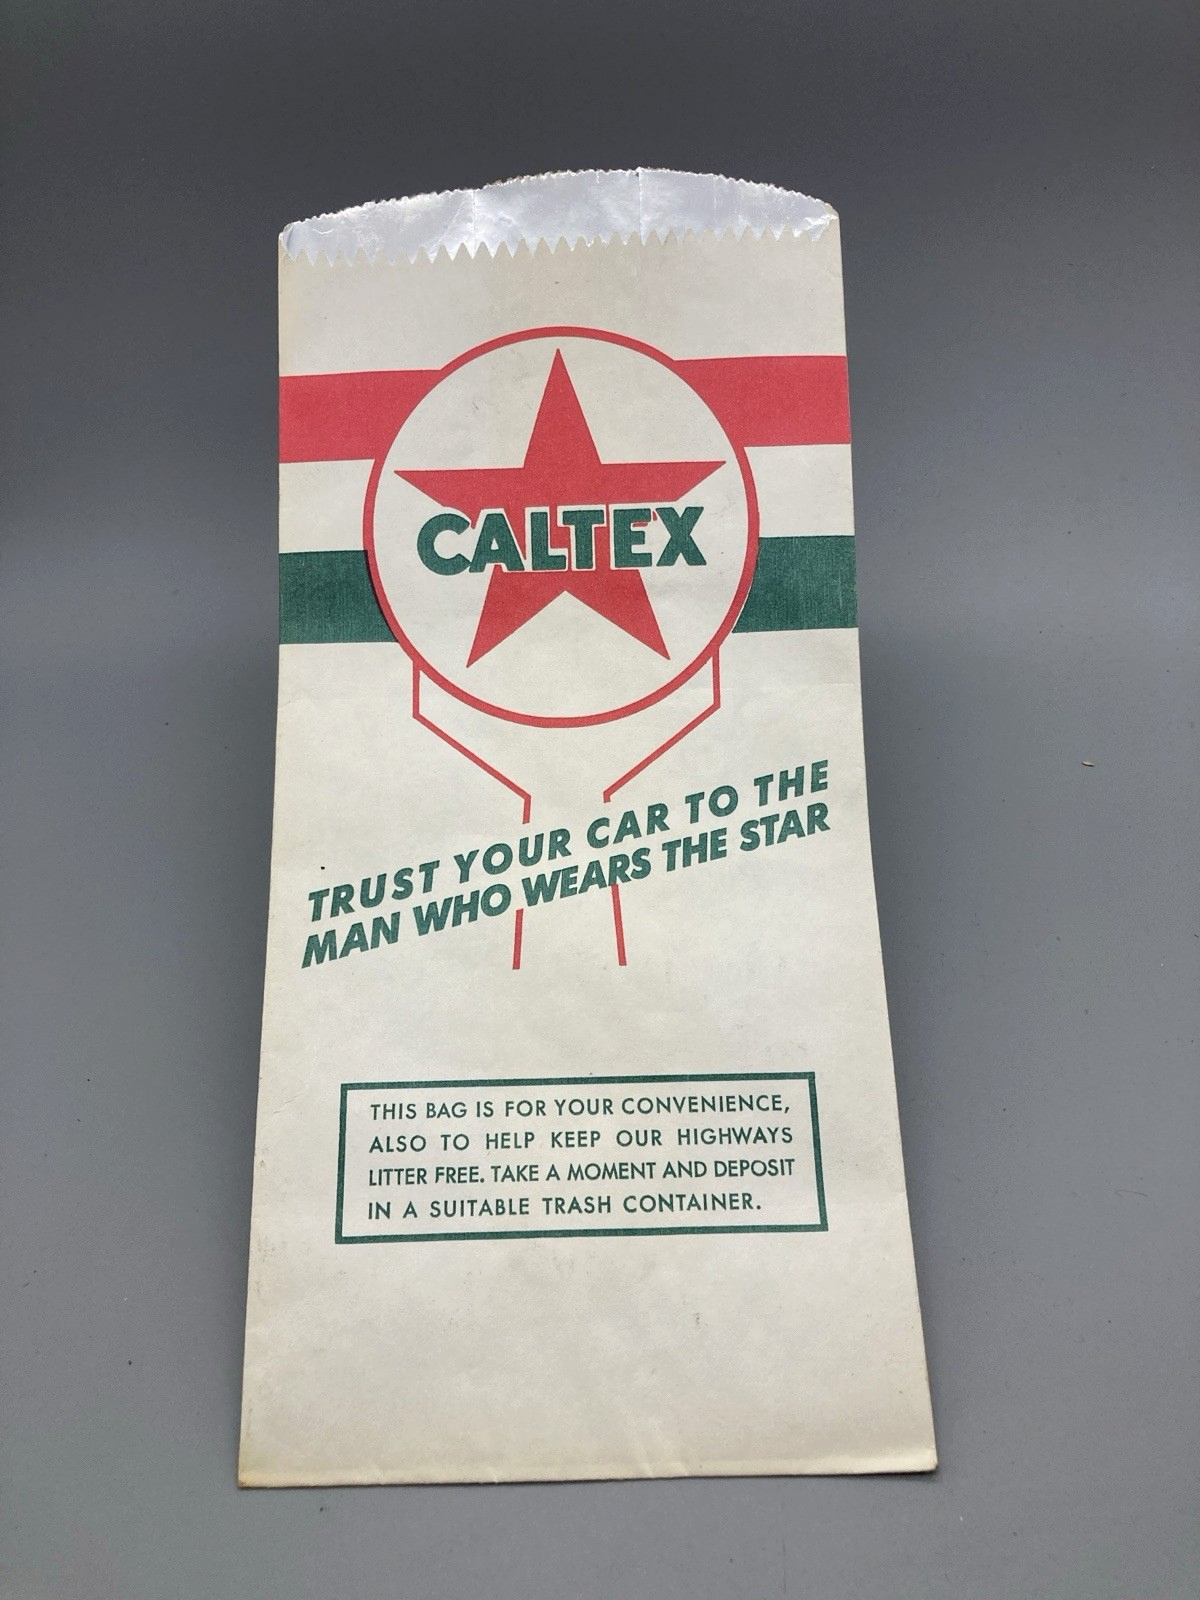 CALTEX
TRUST YOUR CAR TO THE
MAN WHO WEARS THE STAR
THIS BAG IS FOR YOUR CONVENIENCE,
ALSO TO HELP KEEP OUR HIGHWAYS
LITTER FREE. TAKE A MOMENT AND DEPOSIT
IN A SUITABLE TRASH CONTAINER.